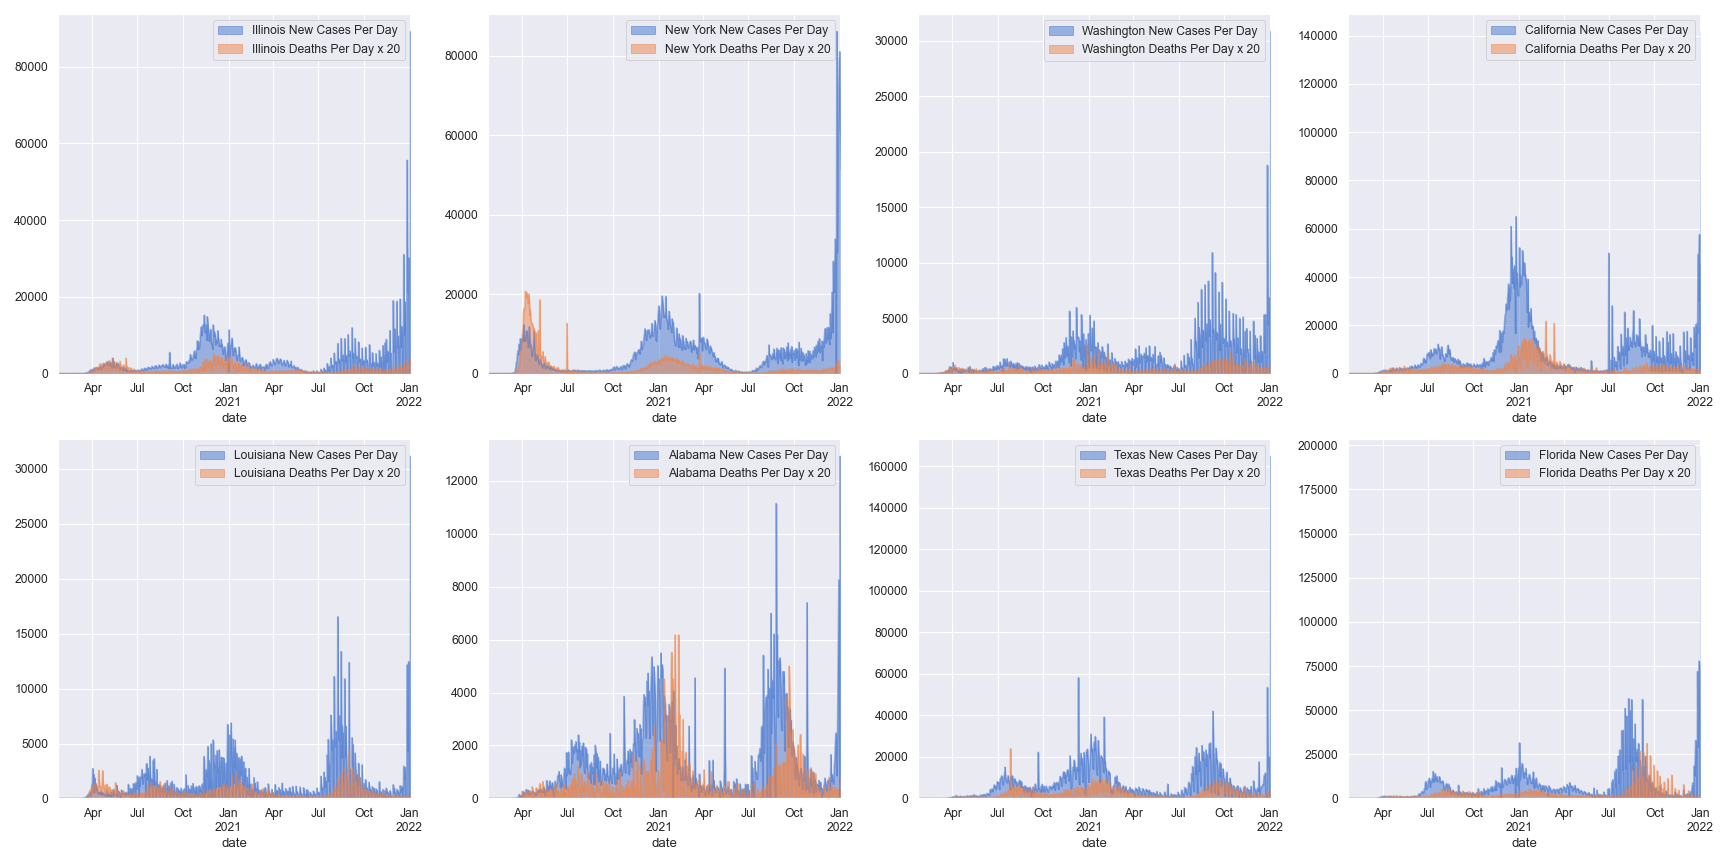 Illinois New Cases Per Day
Illinois Deaths Per Day x 20
80000
60000
40000
20000
0
Apr Jul Oct Jan Apr Jul Oct Jan
2021 2022
date
New York New Cases Per Day
New York Deaths Per Day x 20
80000
60000
40000
20000
0
Apr Jul Oct Jan Apr Jul Oct Jan
2021 2022
date
Washington New Cases Per Day
Washington Deaths Per Day x 20
30000
25000
20000
15000
10000
5000
0
Apr Jul Oct Jan Apr Jul Oct Jan
2021 2022
date
California New Cases Per Day
California Deaths Per Day x 20
140000
120000
100000
80000
60000
40000
20000
0
Apr Jul Oct Jan Apr Jul Oct Jan
2021 2022
date
Louisiana New Cases Per Day
Louisiana Deaths Per Day x 20
30000
25000
20000
15000
10000
5000
0
Apr Jul Oct Jan Apr Jul Oct Jan
2021 2022
date
Alabama New Cases Per Day
Alabama Deaths Per Day x 20
12000
10000
8000
6000
4000
2000
0
Apr Jul Oct Jan Apr Jul Oct Jan
2021 2022
date
Texas New Cases Per Day
Texas Deaths Per Day x 20
160000
140000
120000
100000
80000
60000
40000
20000
0
Apr Jul Oct Jan Apr Jul Oct Jan
2021 2022
date
Florida New Cases Per Day
Florida Deaths Per Day x 20
200000
175000
150000
125000
100000
75000
50000
25000
0
Apr Jul Oct Jan Apr Jul Oct Jan
2021 2022
date